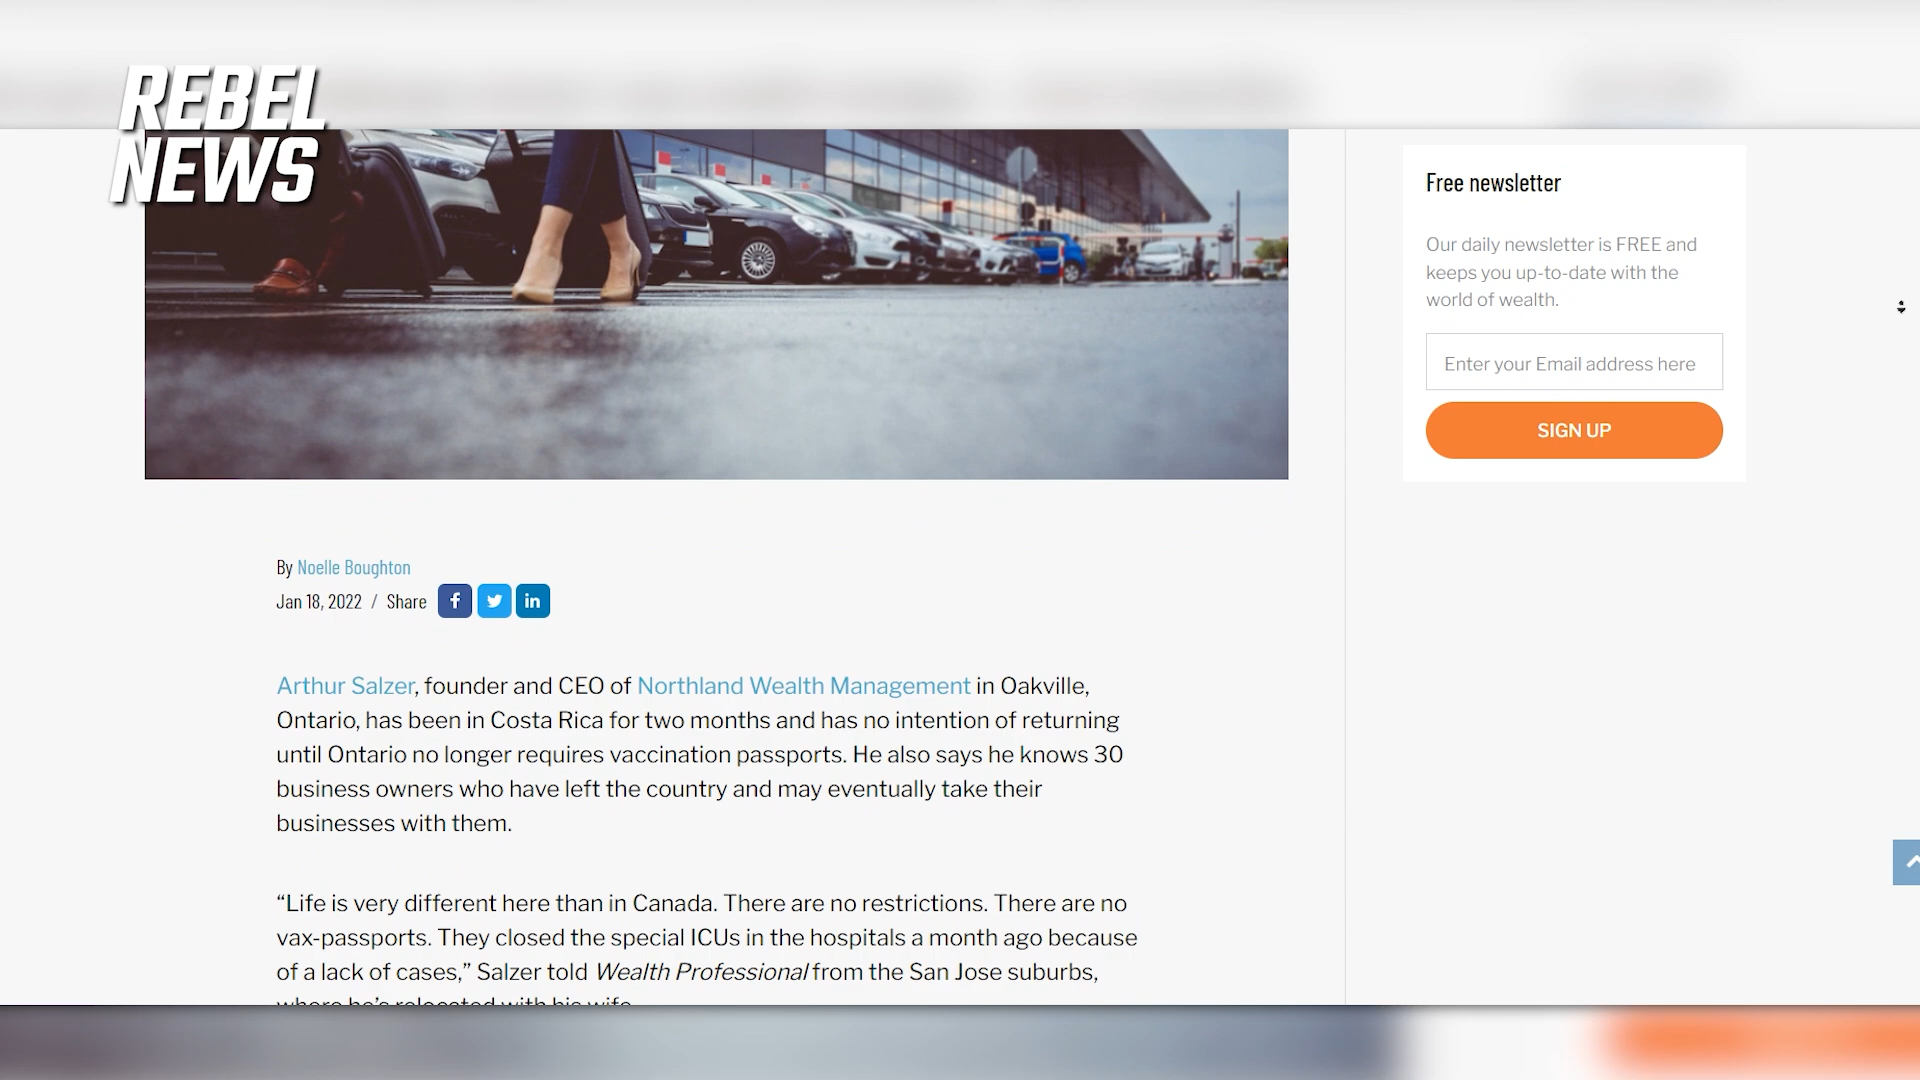 REBEL
NEWS
Free newsletter
Our daily newsletter is FREE and
keeps you up-to-date with the
world of wealth.
Enter your Email address here
SIGN UP
By Noelle Boughton
Jan 18, 2022 / Share
Arthur Salzer, founder and CEO of Northland Wealth Management in Oakville,
Ontario, has been in Costa Rica for two months and has no intention of returning
until Ontario no longer requires vaccination passports. He also says he knows 30
business owners who have left the country and may eventually take their
businesses with them.
“Life is very different here than in Canada. There are no restrictions. There are no
vax-passports. They closed the special ICUs in the hospitals a month ago because
of a lack of cases,” Salzer told Wealth Professional from the San Jose suburbs,
where he’s relocated with his wife.